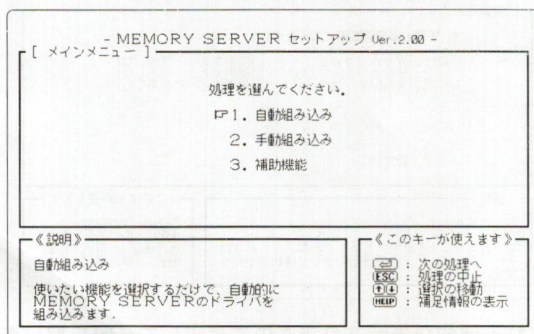 - MEMORY SERVER セットアップ Ver.2.00 -
[ メインメニュー ]
処理を選んでください.
☞1. 自動組み込み
2. 手動組み込み
3. 補助機能
《説明》
自動組み込み
使いたい機能を選択するだけで、自動的に
MEMORY SERVERのドライバを
組み込みます.
《このキーが使えます》
⏎ : 次の処理へ
ESC : 処理の中止
↑↓ : 選択の移動
HELP : 補足情報の表示